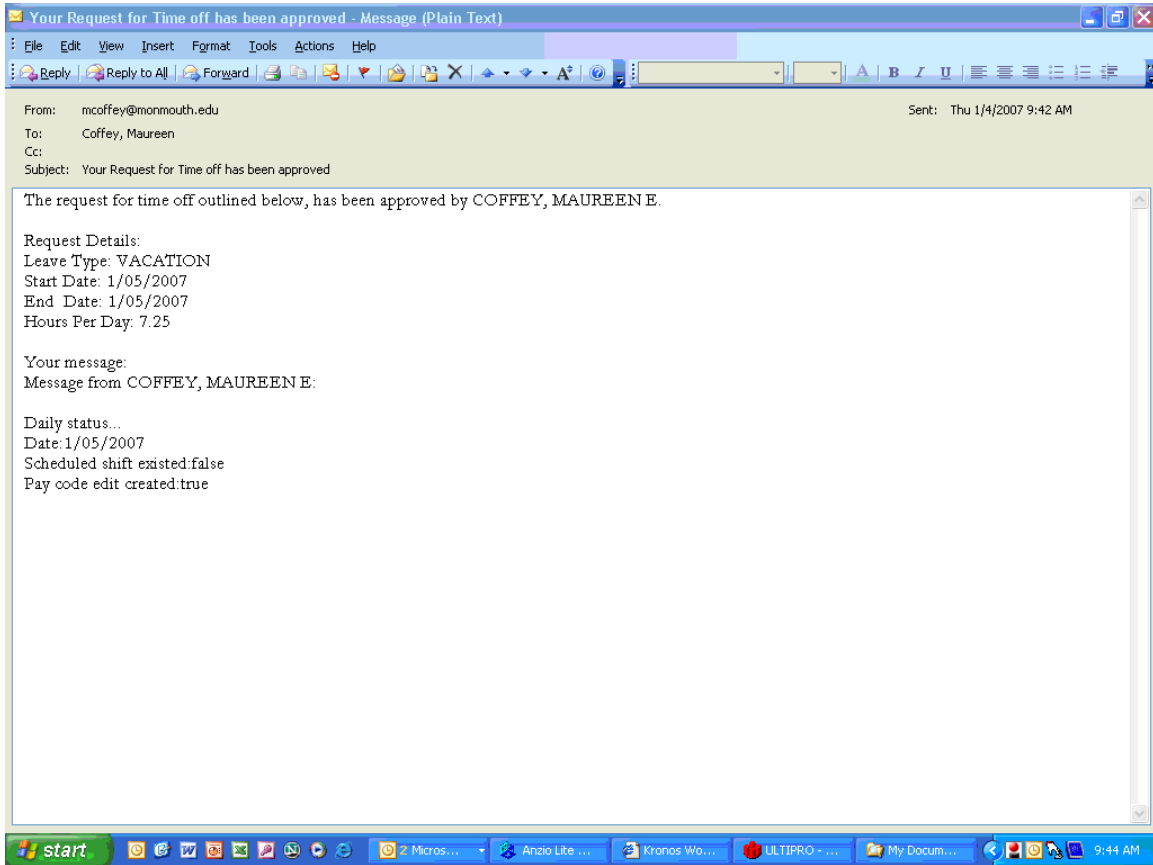 Your Request for Time off has been approved - Message (Plain Text)
File Edit View Insert Format Tools Actions Help
Reply Reply to All Forward A B I U
From: mcoffey@monmouth.edu Sent: Thu 1/4/2007 9:42 AM
To: Coffey, Maureen
Cc:
Subject: Your Request for Time off has been approved
The request for time off outlined below, has been approved by COFFEY, MAUREEN E.
Request Details:
Leave Type: VACATION
Start Date: 1/05/2007
End Date: 1/05/2007
Hours Per Day: 7.25
Your message:
Message from COFFEY, MAUREEN E:
Daily status...
Date:1/05/2007
Scheduled shift existed:false
Pay code edit created:true
start 2 Micros... Anzio Lite ... Kronos Wo... ULTIPRO - ... My Docum... 9:44 AM